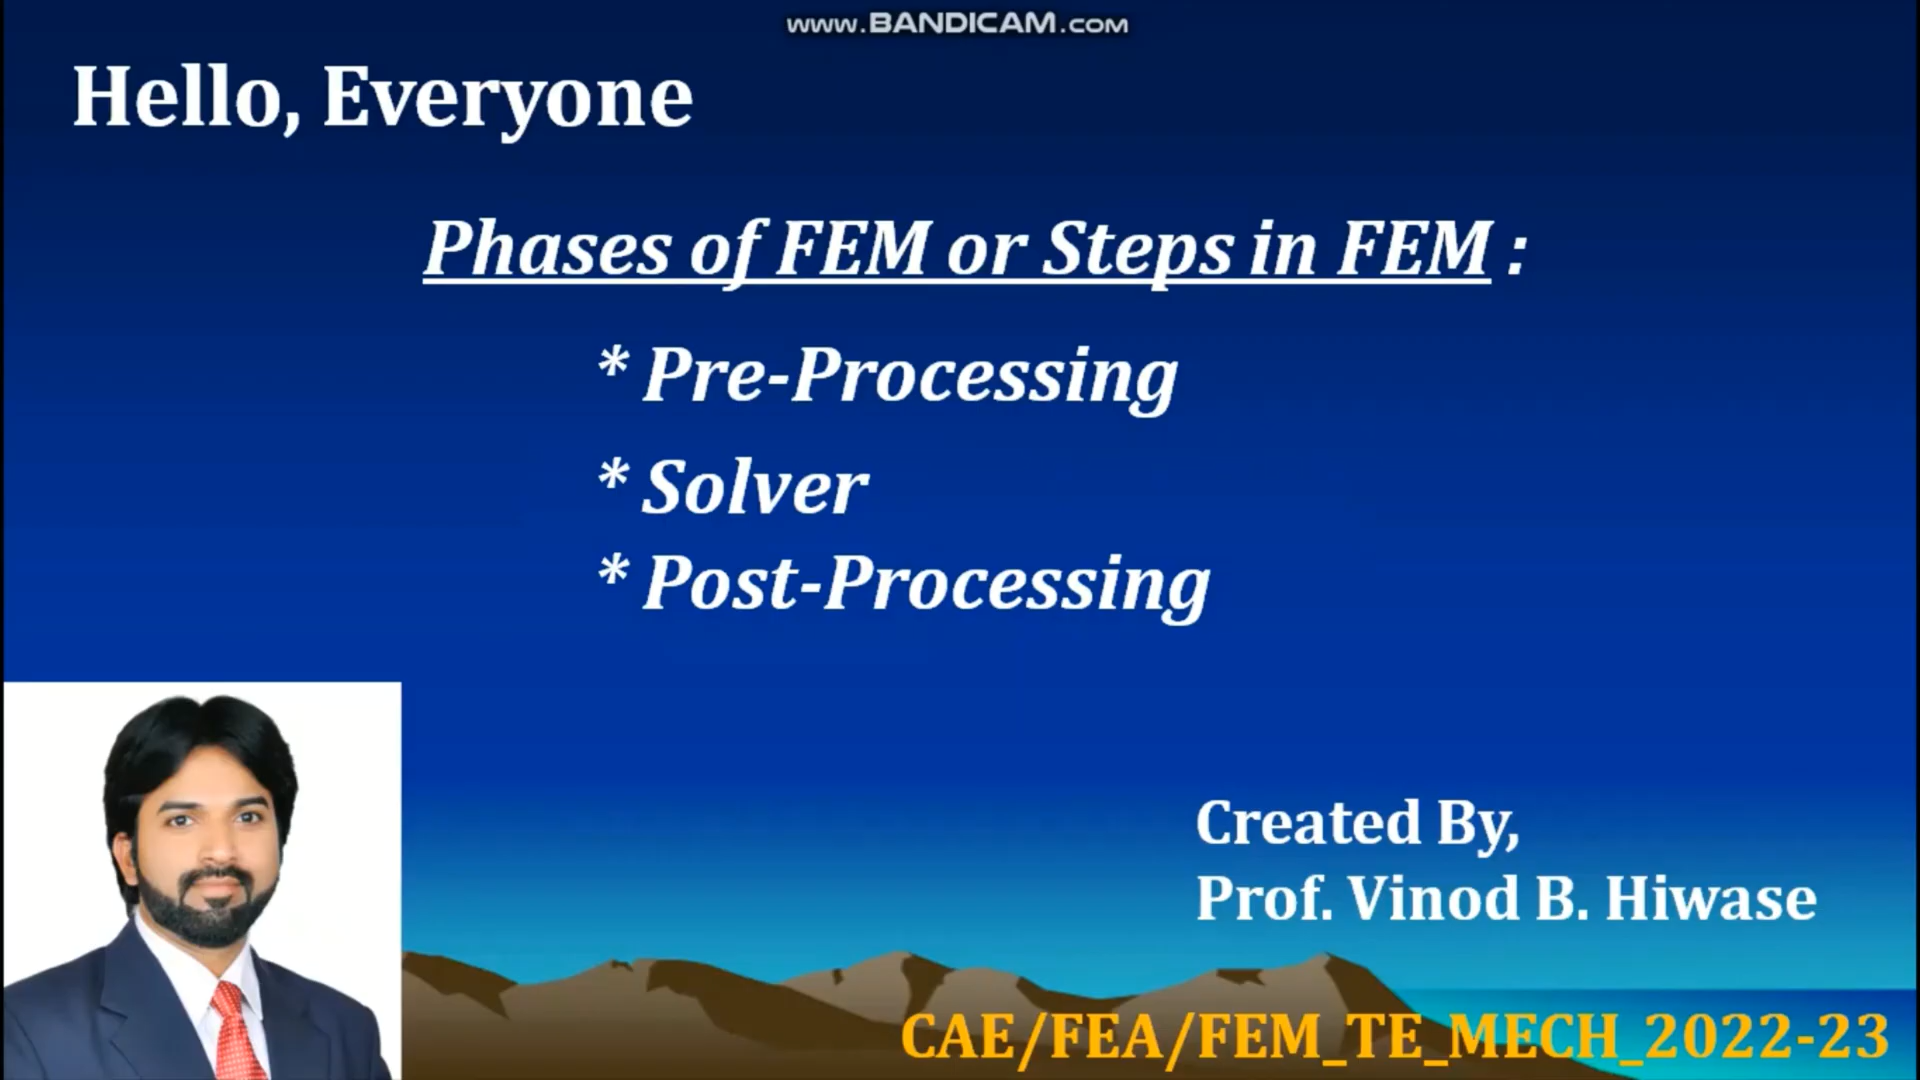 www.BANDICAM.com
Hello, Everyone
Phases of FEM or Steps in FEM :
* Pre-Processing
* Solver
* Post-Processing
Created By,
Prof. Vinod B. Hiwase
CAE/FEA/FEM_TE_MECH_2022-23